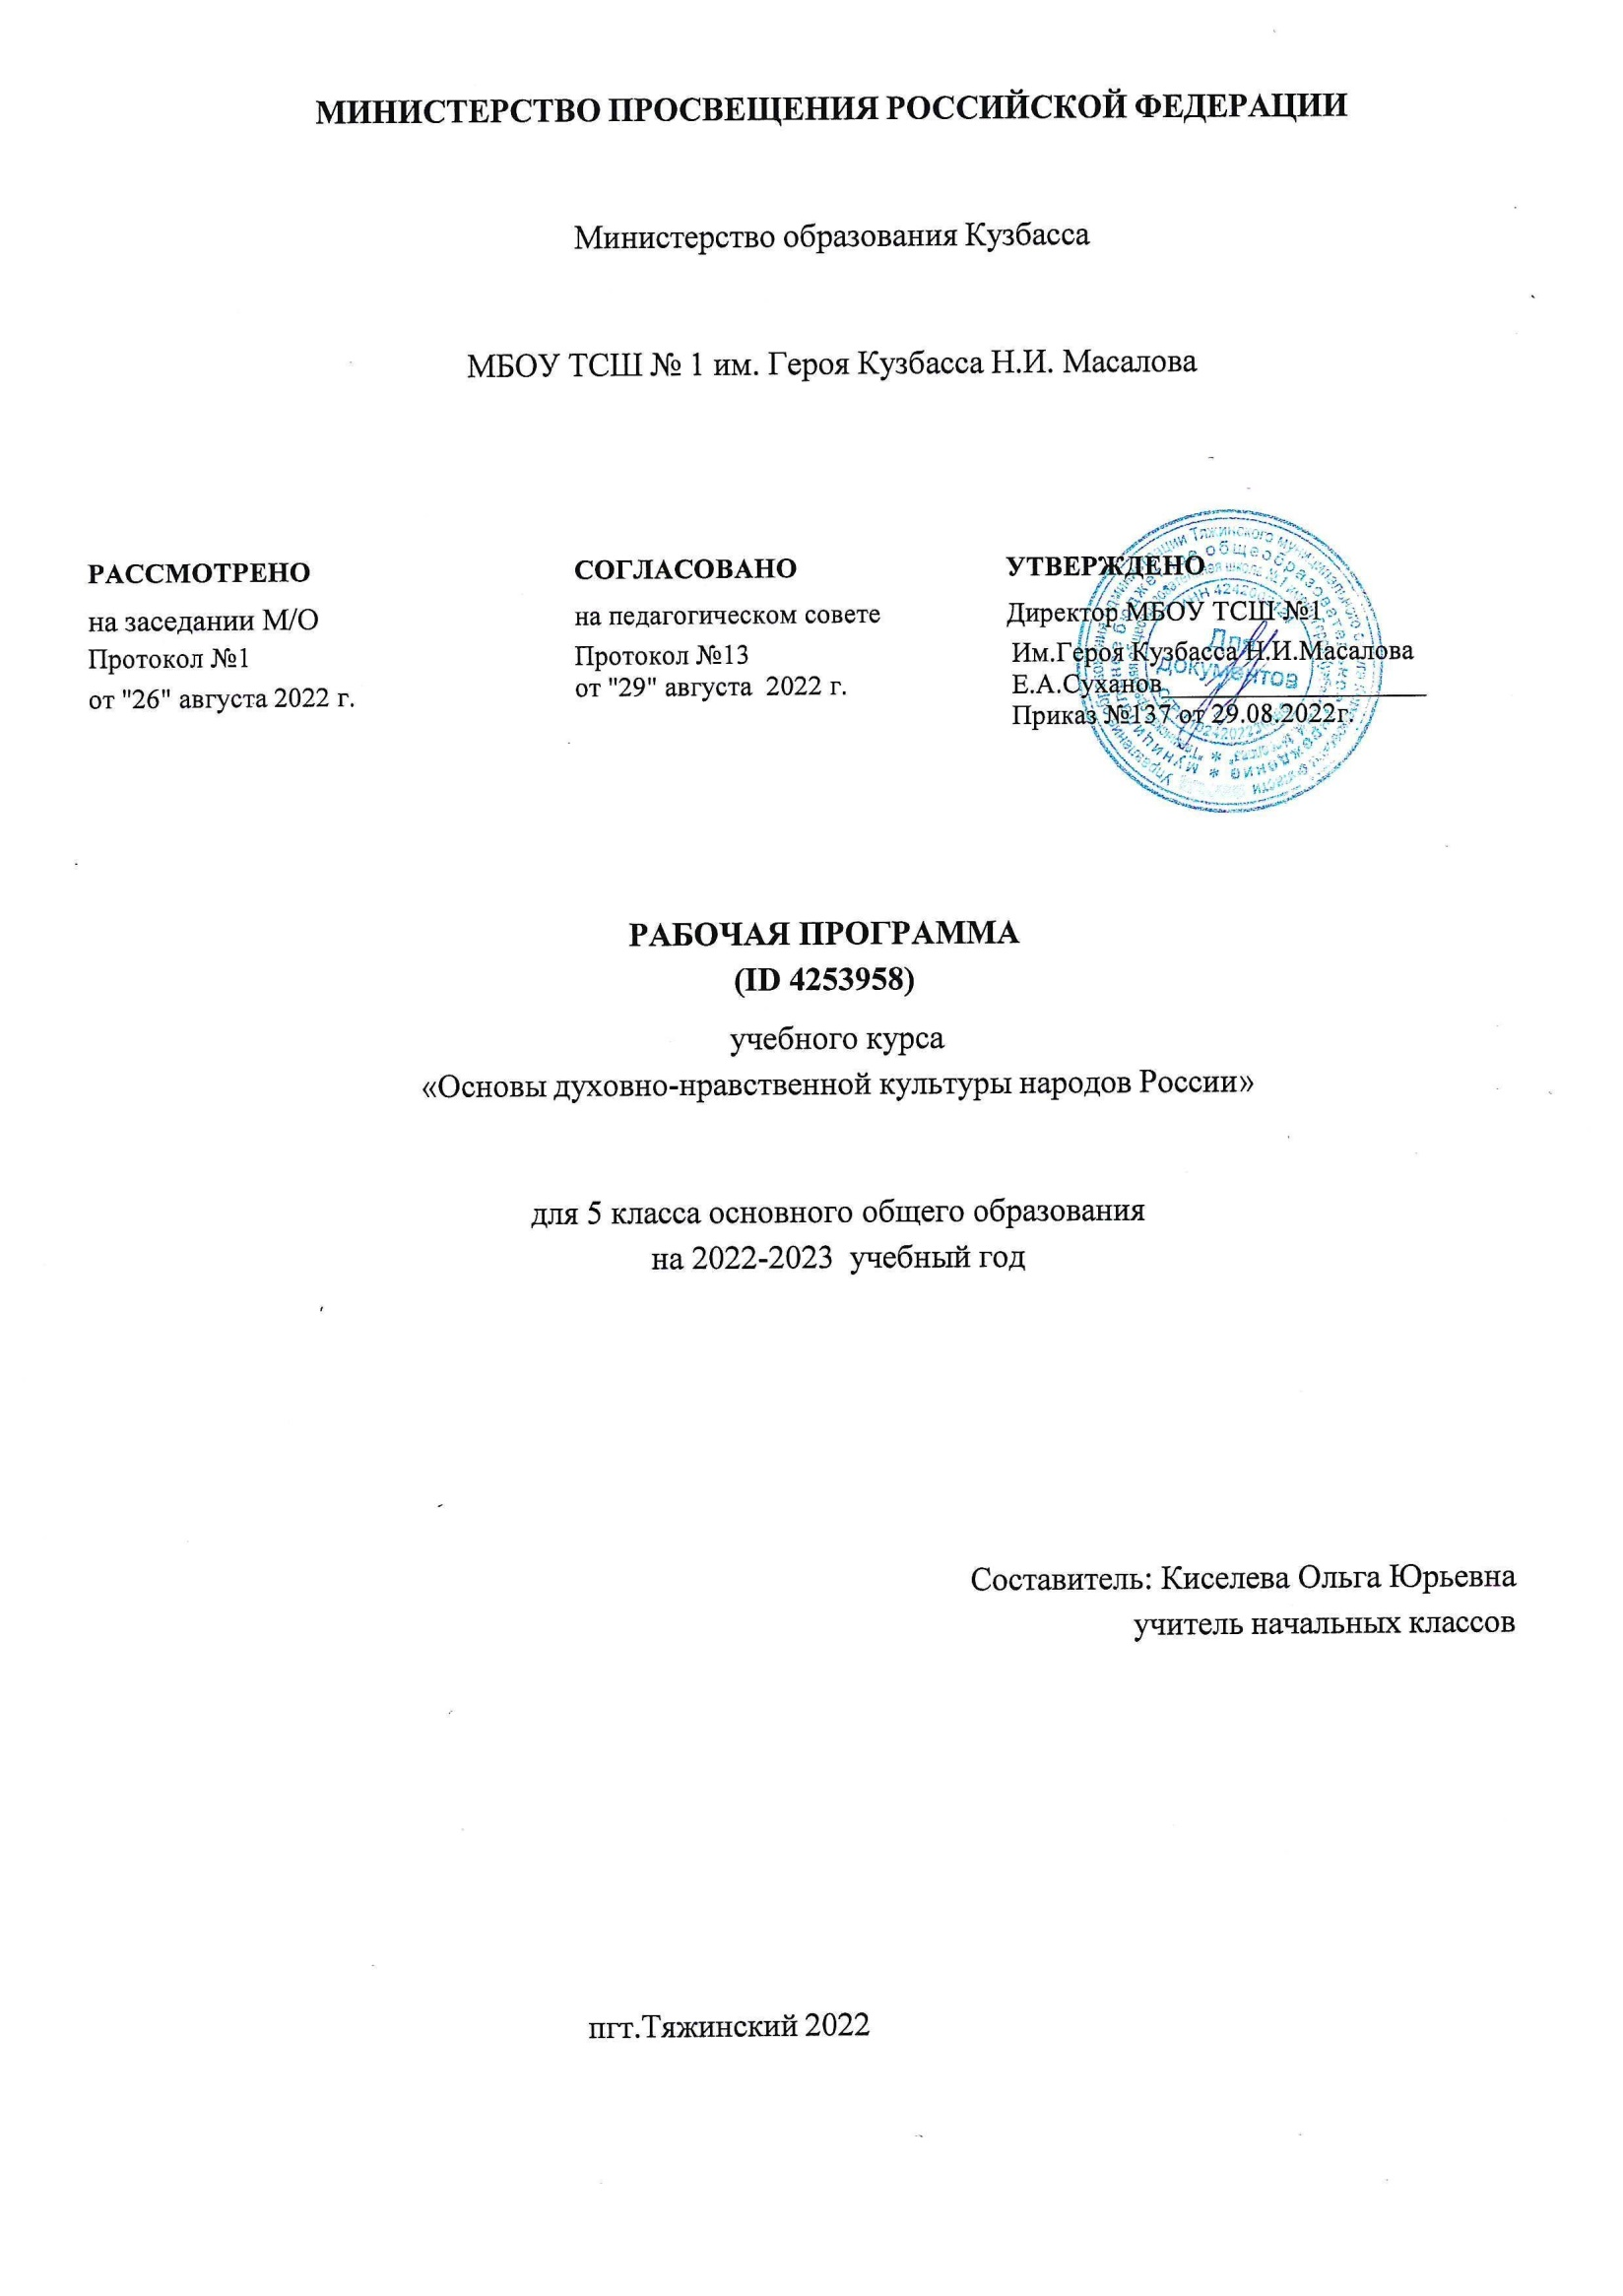 МИНИСТЕРСТВО ПРОСВЕЩЕНИЯ РОССИЙСКОЙ ФЕДЕРАЦИИ
Министерство образования Кузбасса
МБОУ ТСШ № 1 им. Героя Кузбасса Н.И. Масалова
РАССМОТРЕНО
на заседании М/О
Протокол №1
от "26" августа 2022 г.
СОГЛАСОВАНО
на педагогическом совете
Протокол №13
от "29" августа 2022 г.
УТВЕРЖДЕНО
Директор МБОУ ТСШ №1
Им.Героя Кузбасса Н.И.Масалова
Е.А.Суханов____________________
Приказ №137 от 29.08.2022г.
Для
документов
РАБОЧАЯ ПРОГРАММА
(ID 4253958)
учебного курса
«Основы духовно-нравственной культуры народов России»
для 5 класса основного общего образования
на 2022-2023 учебный год
Составитель: Киселева Ольга Юрьевна
учитель начальных классов
пгт.Тяжинский 2022